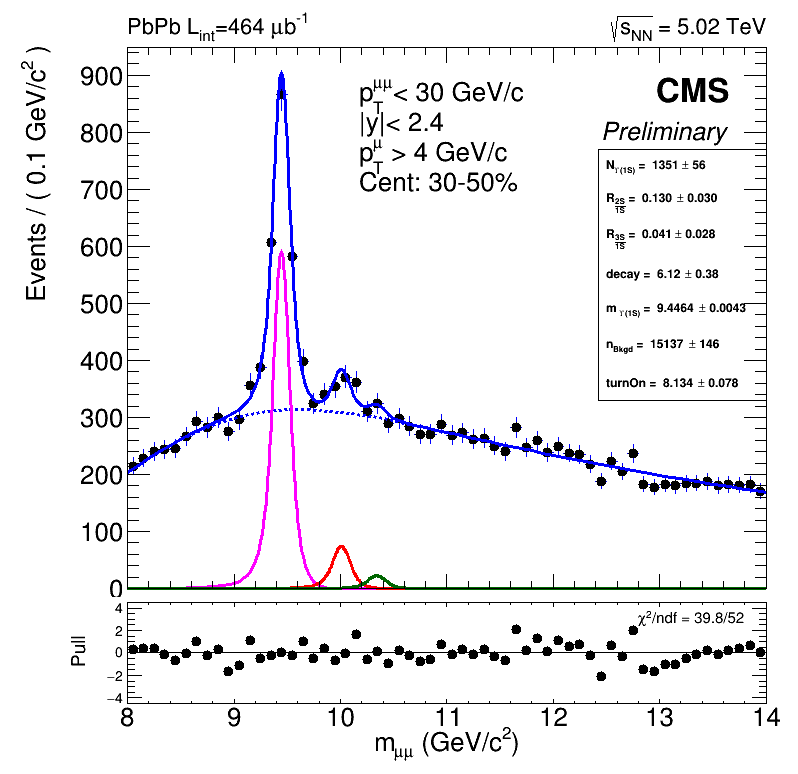 PbPb L_int=464 μb⁻¹
√s_NN = 5.02 TeV
Events / ( 0.1 GeV/c² )
900
800
700
600
500
400
300
200
100
0
p_T^μμ < 30 GeV/c
|y|< 2.4
p_T^μ > 4 GeV/c
Cent: 30-50%
CMS
Preliminary
N_ϒ(1S) = 1351 ± 56
R_2S/1S = 0.130 ± 0.030
R_3S/1S = 0.041 ± 0.028
decay = 6.12 ± 0.38
m_ϒ(1S) = 9.4464 ± 0.0043
n_Bkgd = 15137 ± 146
turnOn = 8.134 ± 0.078
Pull
4
2
0
−2
−4
χ²/ndf = 39.8/52
8 9 10 11 12 13 14
m_μμ (GeV/c²)